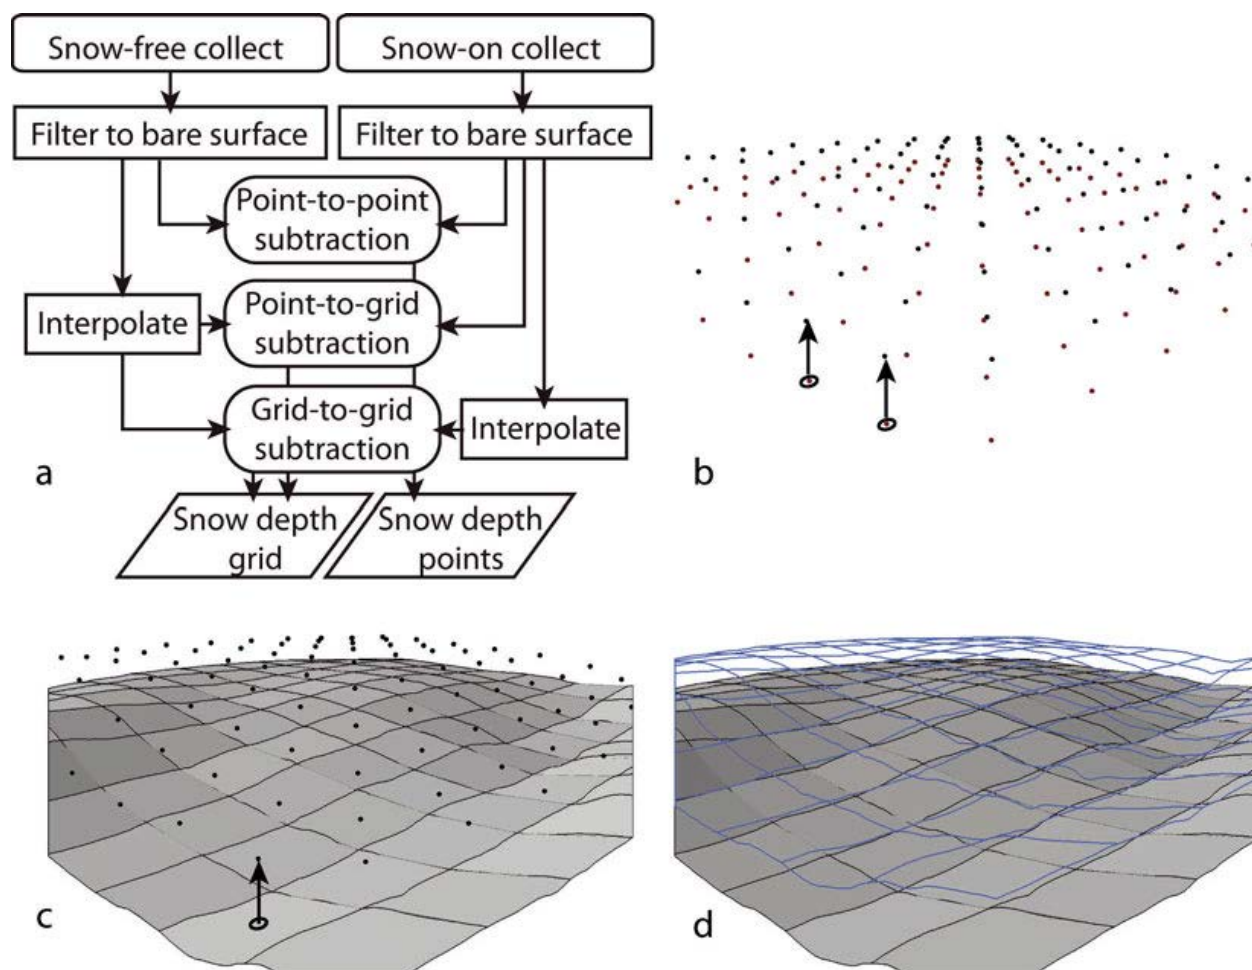 Snow-free collect
Snow-on collect
Filter to bare surface
Filter to bare surface
Point-to-point
subtraction
Interpolate
Point-to-grid
subtraction
Grid-to-grid
subtraction
Interpolate
a
Snow depth
grid
Snow depth
points
b
c
d